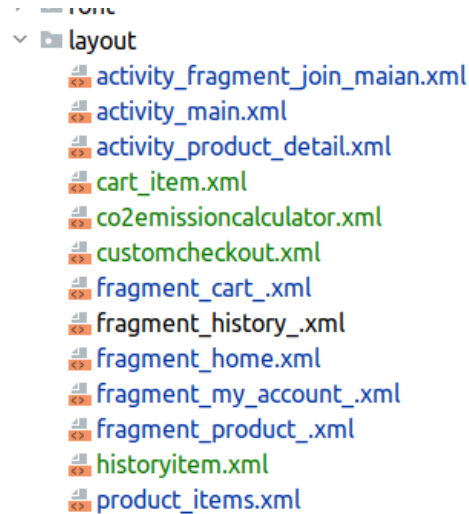 font
layout
activity_fragment_join_maian.xml
activity_main.xml
activity_product_detail.xml
cart_item.xml
co2emissioncalculator.xml
customcheckout.xml
fragment_cart_.xml
fragment_history_.xml
fragment_home.xml
fragment_my_account_.xml
fragment_product_.xml
historyitem.xml
product_items.xml